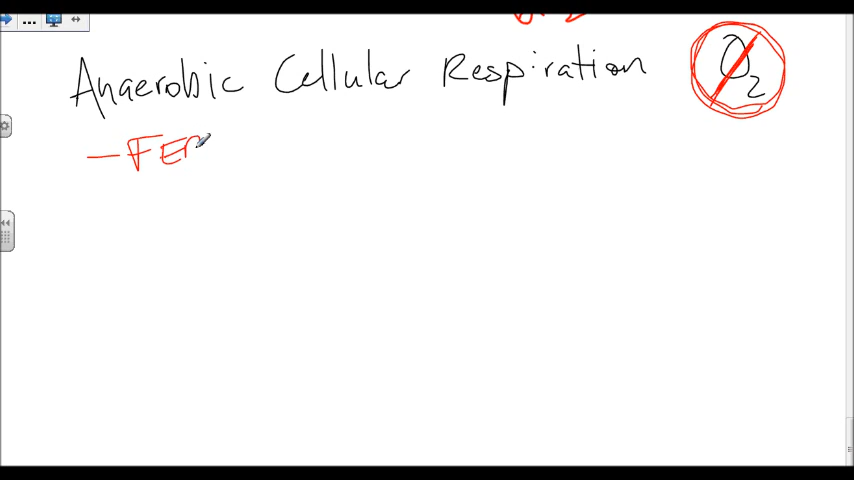 Anaerobic Cellular Respiration O₂
- FER